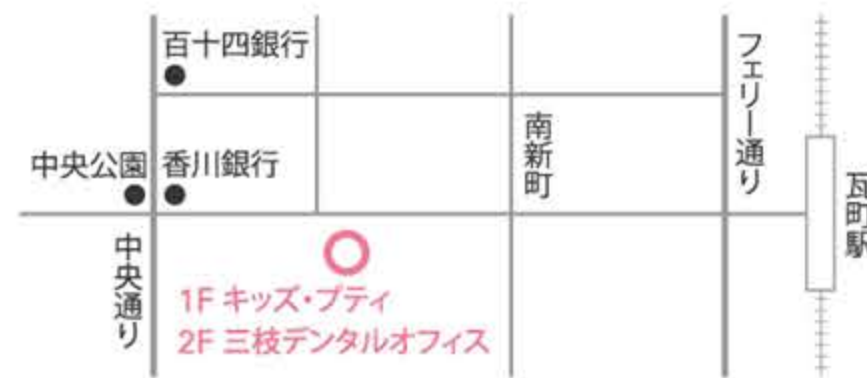 百十四銀行
フェリー通り
南新町
中央公園
香川銀行
瓦町駅
中央通り
1F キッズ・プティ
2F 三枝デンタルオフィス